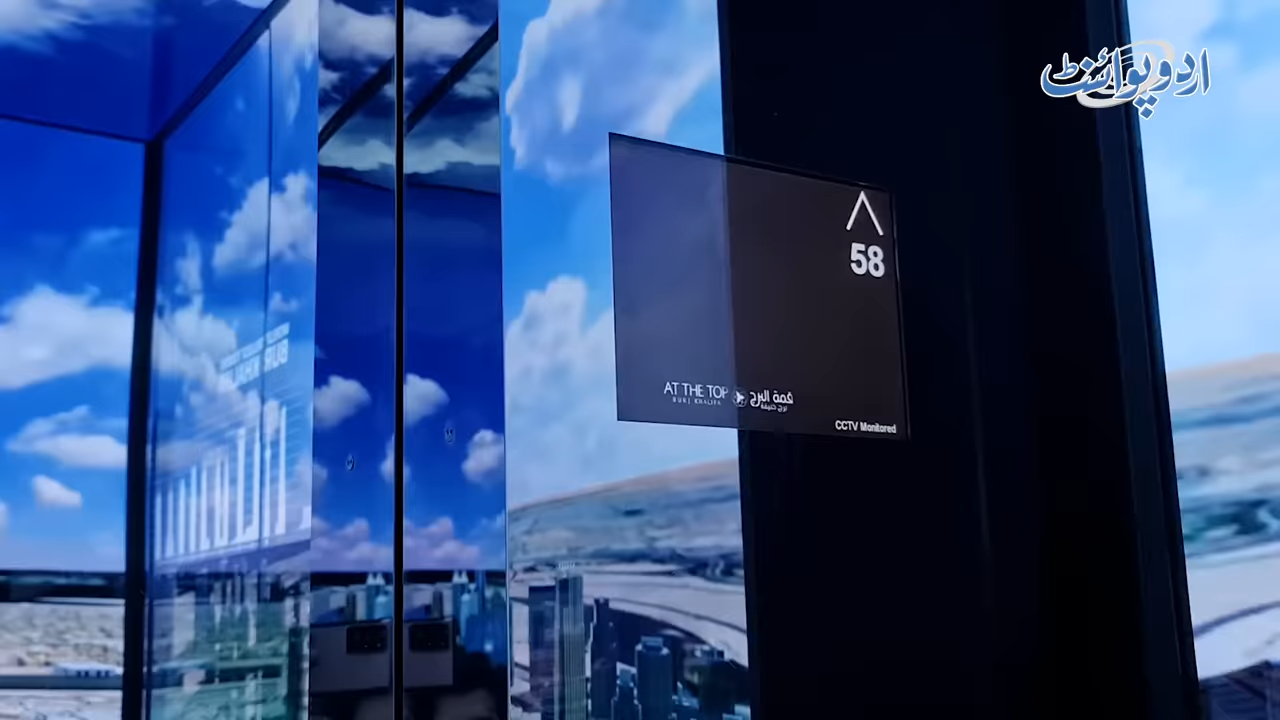 اردو پوائنٹ
58
AT THE TOP
BURJ KHALIFA
قمة البرج
برج خليفة
CCTV Monitored